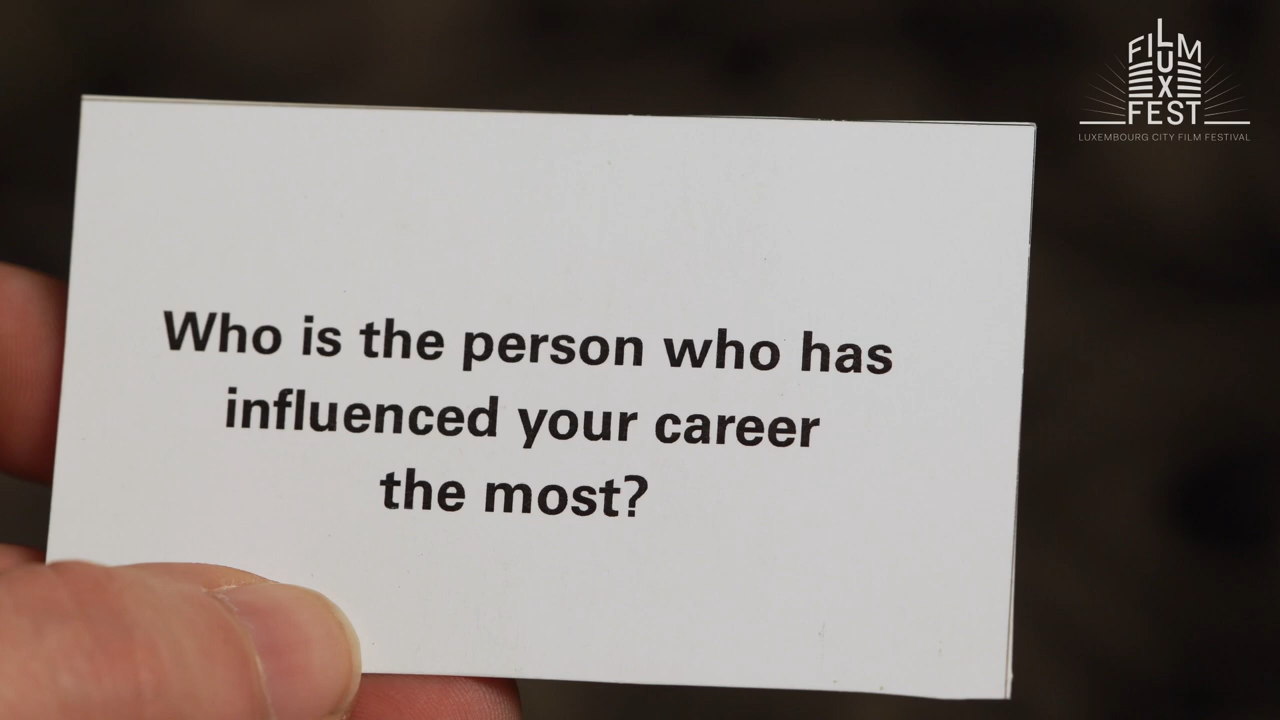 FILM
LUX
FEST
LUXEMBOURG CITY FILM FESTIVAL
Who is the person who has
influenced your career
the most?